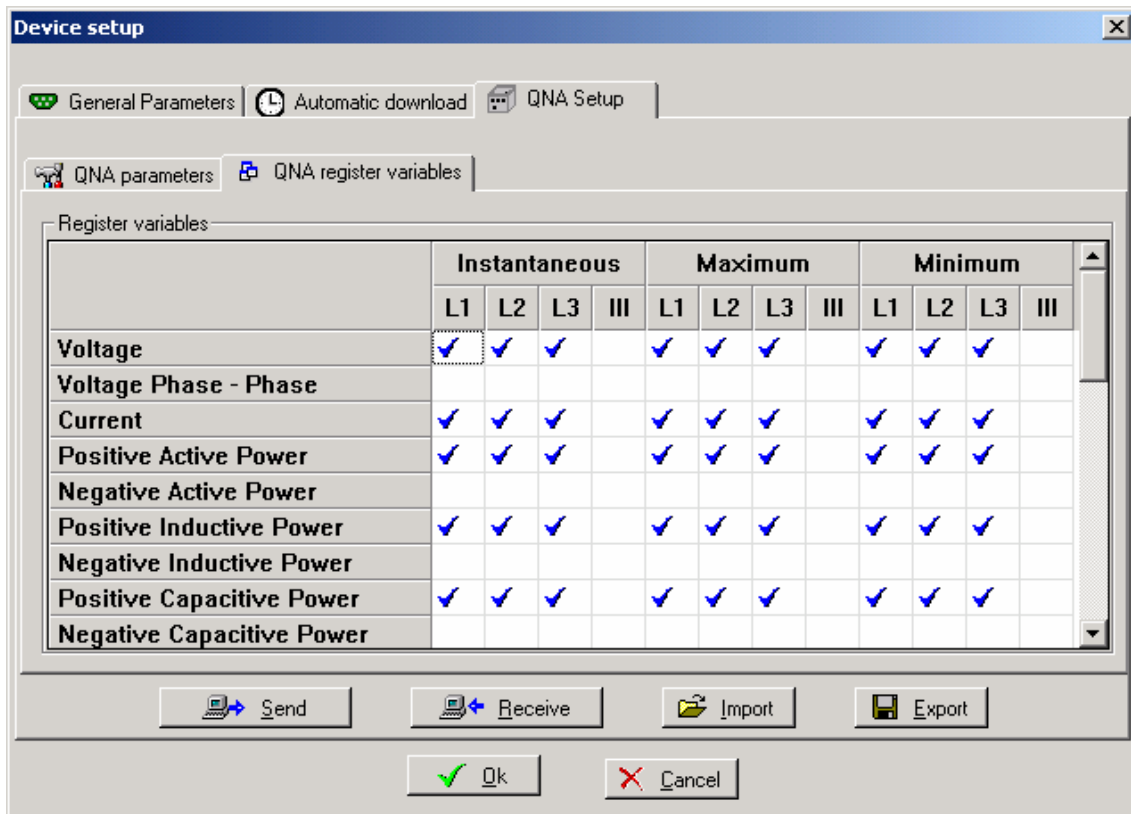 Device setup
General Parameters Automatic download QNA Setup
QNA parameters QNA register variables
Register variables
Instantaneous Maximum Minimum
L1 L2 L3 III L1 L2 L3 III L1 L2 L3 III
Voltage
Voltage Phase - Phase
Current
Positive Active Power
Negative Active Power
Positive Inductive Power
Negative Inductive Power
Positive Capacitive Power
Negative Capacitive Power
Send Receive Import Export
Ok Cancel